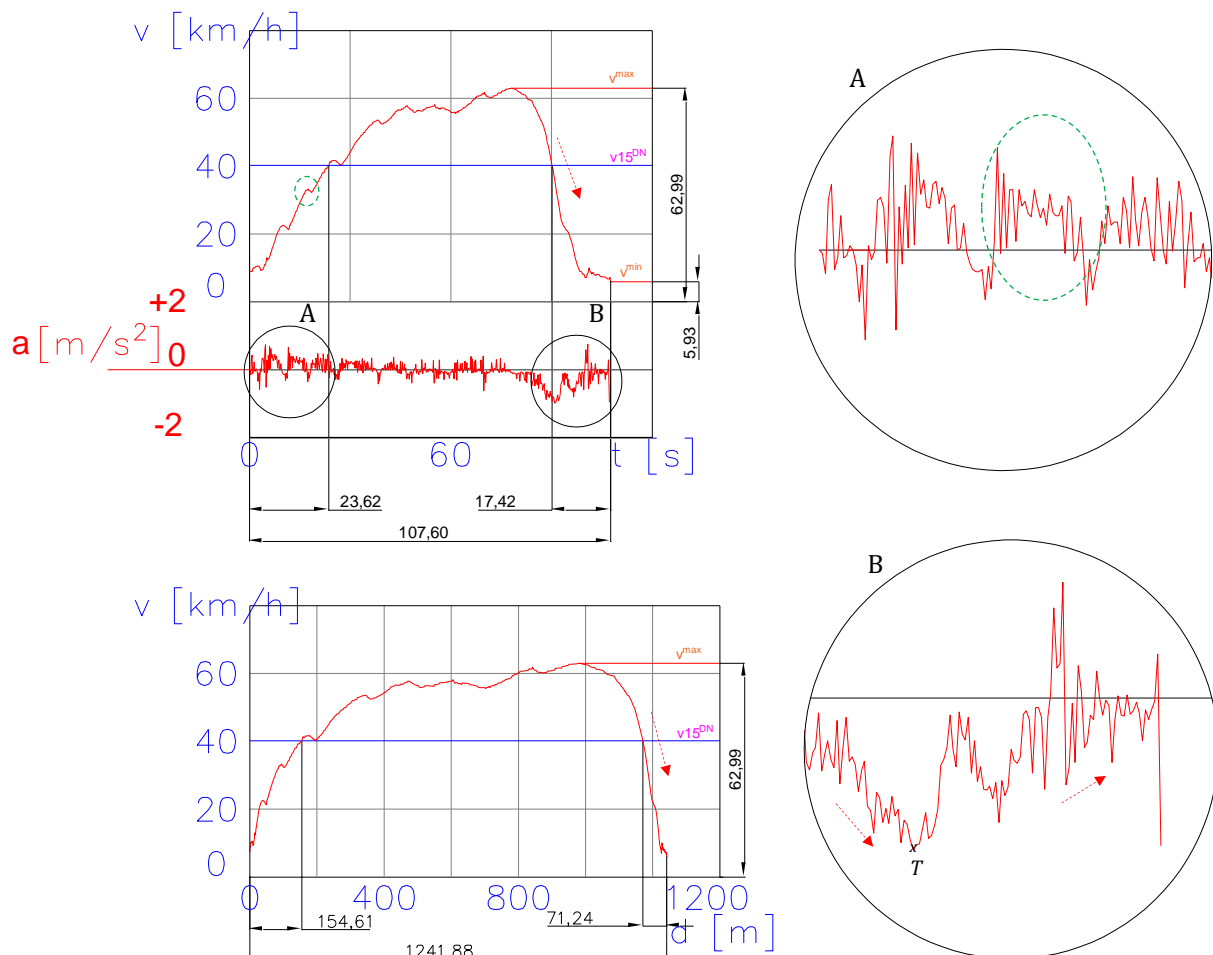 v [km/h]
A
v^max
60
v15^DN
40
62,99
20
v^min
0
+2
A
B
5,93
a[m/s²]
0
-2
0
60
t [s]
23,62
17,42
107,60
B
v [km/h]
v^max
60
v15^DN
40
62,99
20
T
0
0
400
800
1200
154,61
71,24
d [m]
1241,88